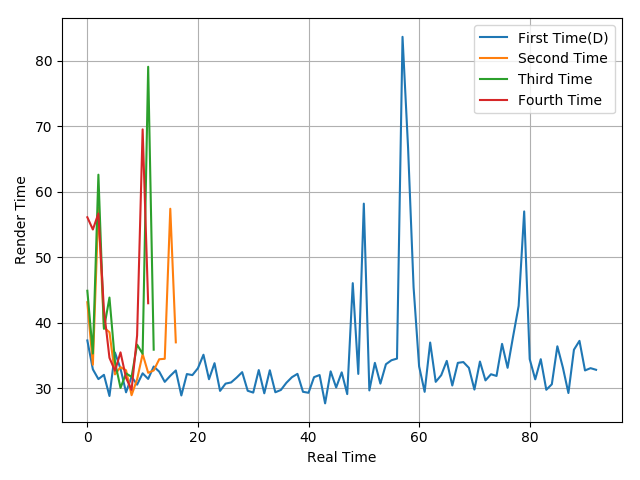 First Time(D)
Second Time
Third Time
Fourth Time
Render Time
80
70
60
50
40
30
0 20 40 60 80
Real Time